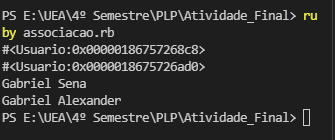 PS E:\UEA\4º Semestre\PLP\Atividade_Final> ru
by associacao.rb
#<Usuario:0x00000186757268c8>
#<Usuario:0x0000018675726ad0>
Gabriel Sena
Gabriel Alexander
PS E:\UEA\4º Semestre\PLP\Atividade_Final>